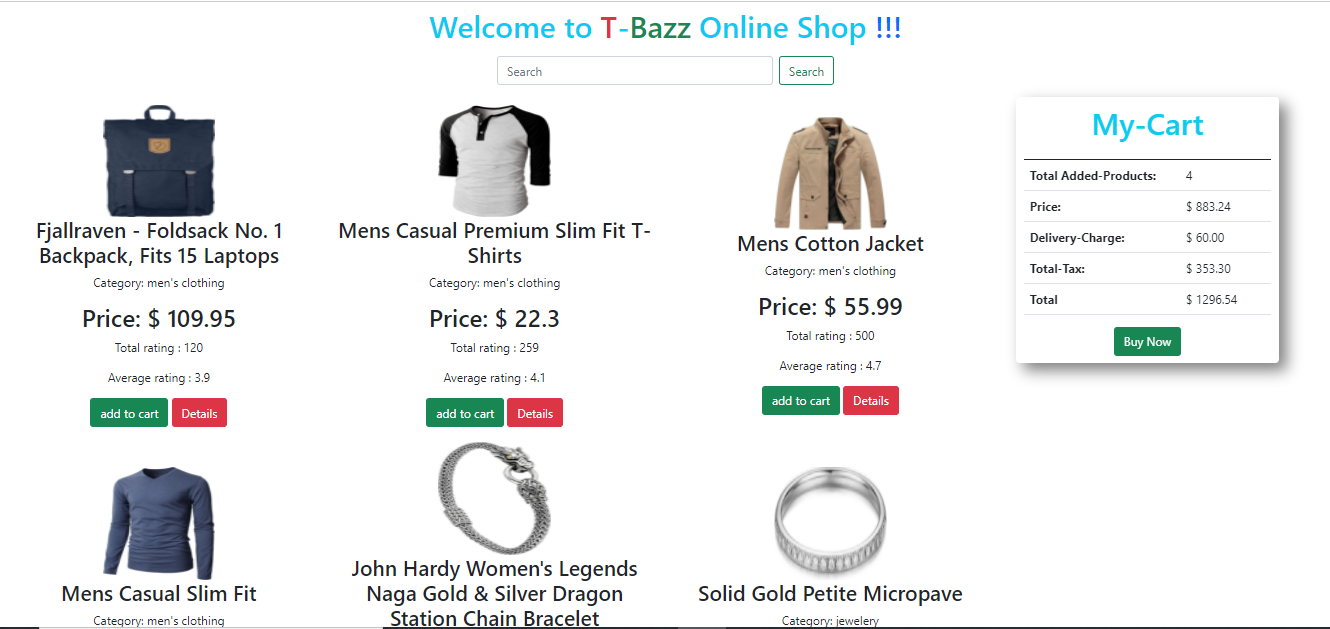 Welcome to T-Bazz Online Shop !!!
Search
Search
Fjallraven - Foldsack No. 1
Backpack, Fits 15 Laptops
Category: men's clothing
Price: $ 109.95
Total rating : 120
Average rating : 3.9
add to cart
Details
Mens Casual Premium Slim Fit T-
Shirts
Category: men's clothing
Price: $ 22.3
Total rating : 259
Average rating : 4.1
add to cart
Details
Mens Cotton Jacket
Category: men's clothing
Price: $ 55.99
Total rating : 500
Average rating : 4.7
add to cart
Details
My-Cart
Total Added-Products: 4
Price: $ 883.24
Delivery-Charge: $ 60.00
Total-Tax: $ 353.30
Total $ 1296.54
Buy Now
Mens Casual Slim Fit
Category: men's clothing
John Hardy Women's Legends
Naga Gold & Silver Dragon
Station Chain Bracelet
Solid Gold Petite Micropave
Category: jewelery